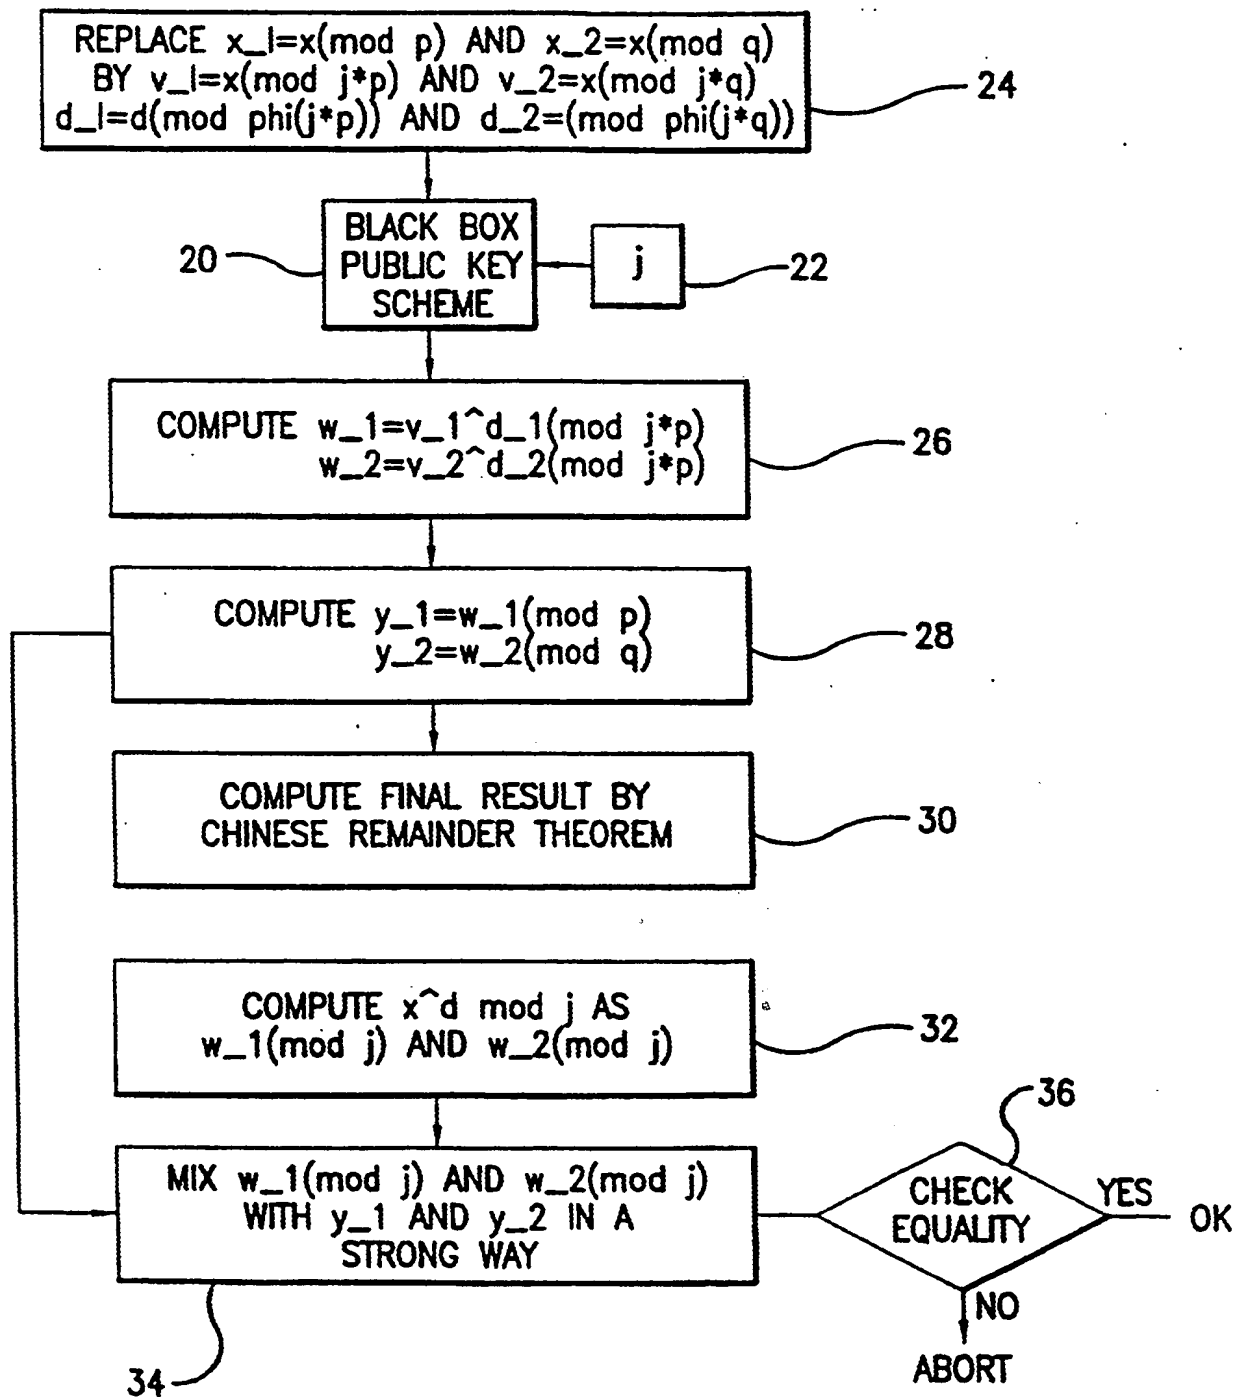 REPLACE x_1=x(mod p) AND x_2=x(mod q)
BY v_1=x(mod j*p) AND v_2=x(mod j*q)
d_1=d(mod phi(j*p)) AND d_2=(mod phi(j*q))
24
BLACK BOX
PUBLIC KEY
SCHEME
20
j
22
COMPUTE w_1=v_1^d_1(mod j*p)
w_2=v_2^d_2(mod j*p)
26
COMPUTE y_1=w_1(mod p)
y_2=w_2(mod q)
28
COMPUTE FINAL RESULT BY
CHINESE REMAINDER THEOREM
30
COMPUTE x^d mod j AS
w_1(mod j) AND w_2(mod j)
32
MIX w_1(mod j) AND w_2(mod j)
WITH y_1 AND y_2 IN A
STRONG WAY
34
36
CHECK
EQUALITY
YES
OK
NO
ABORT